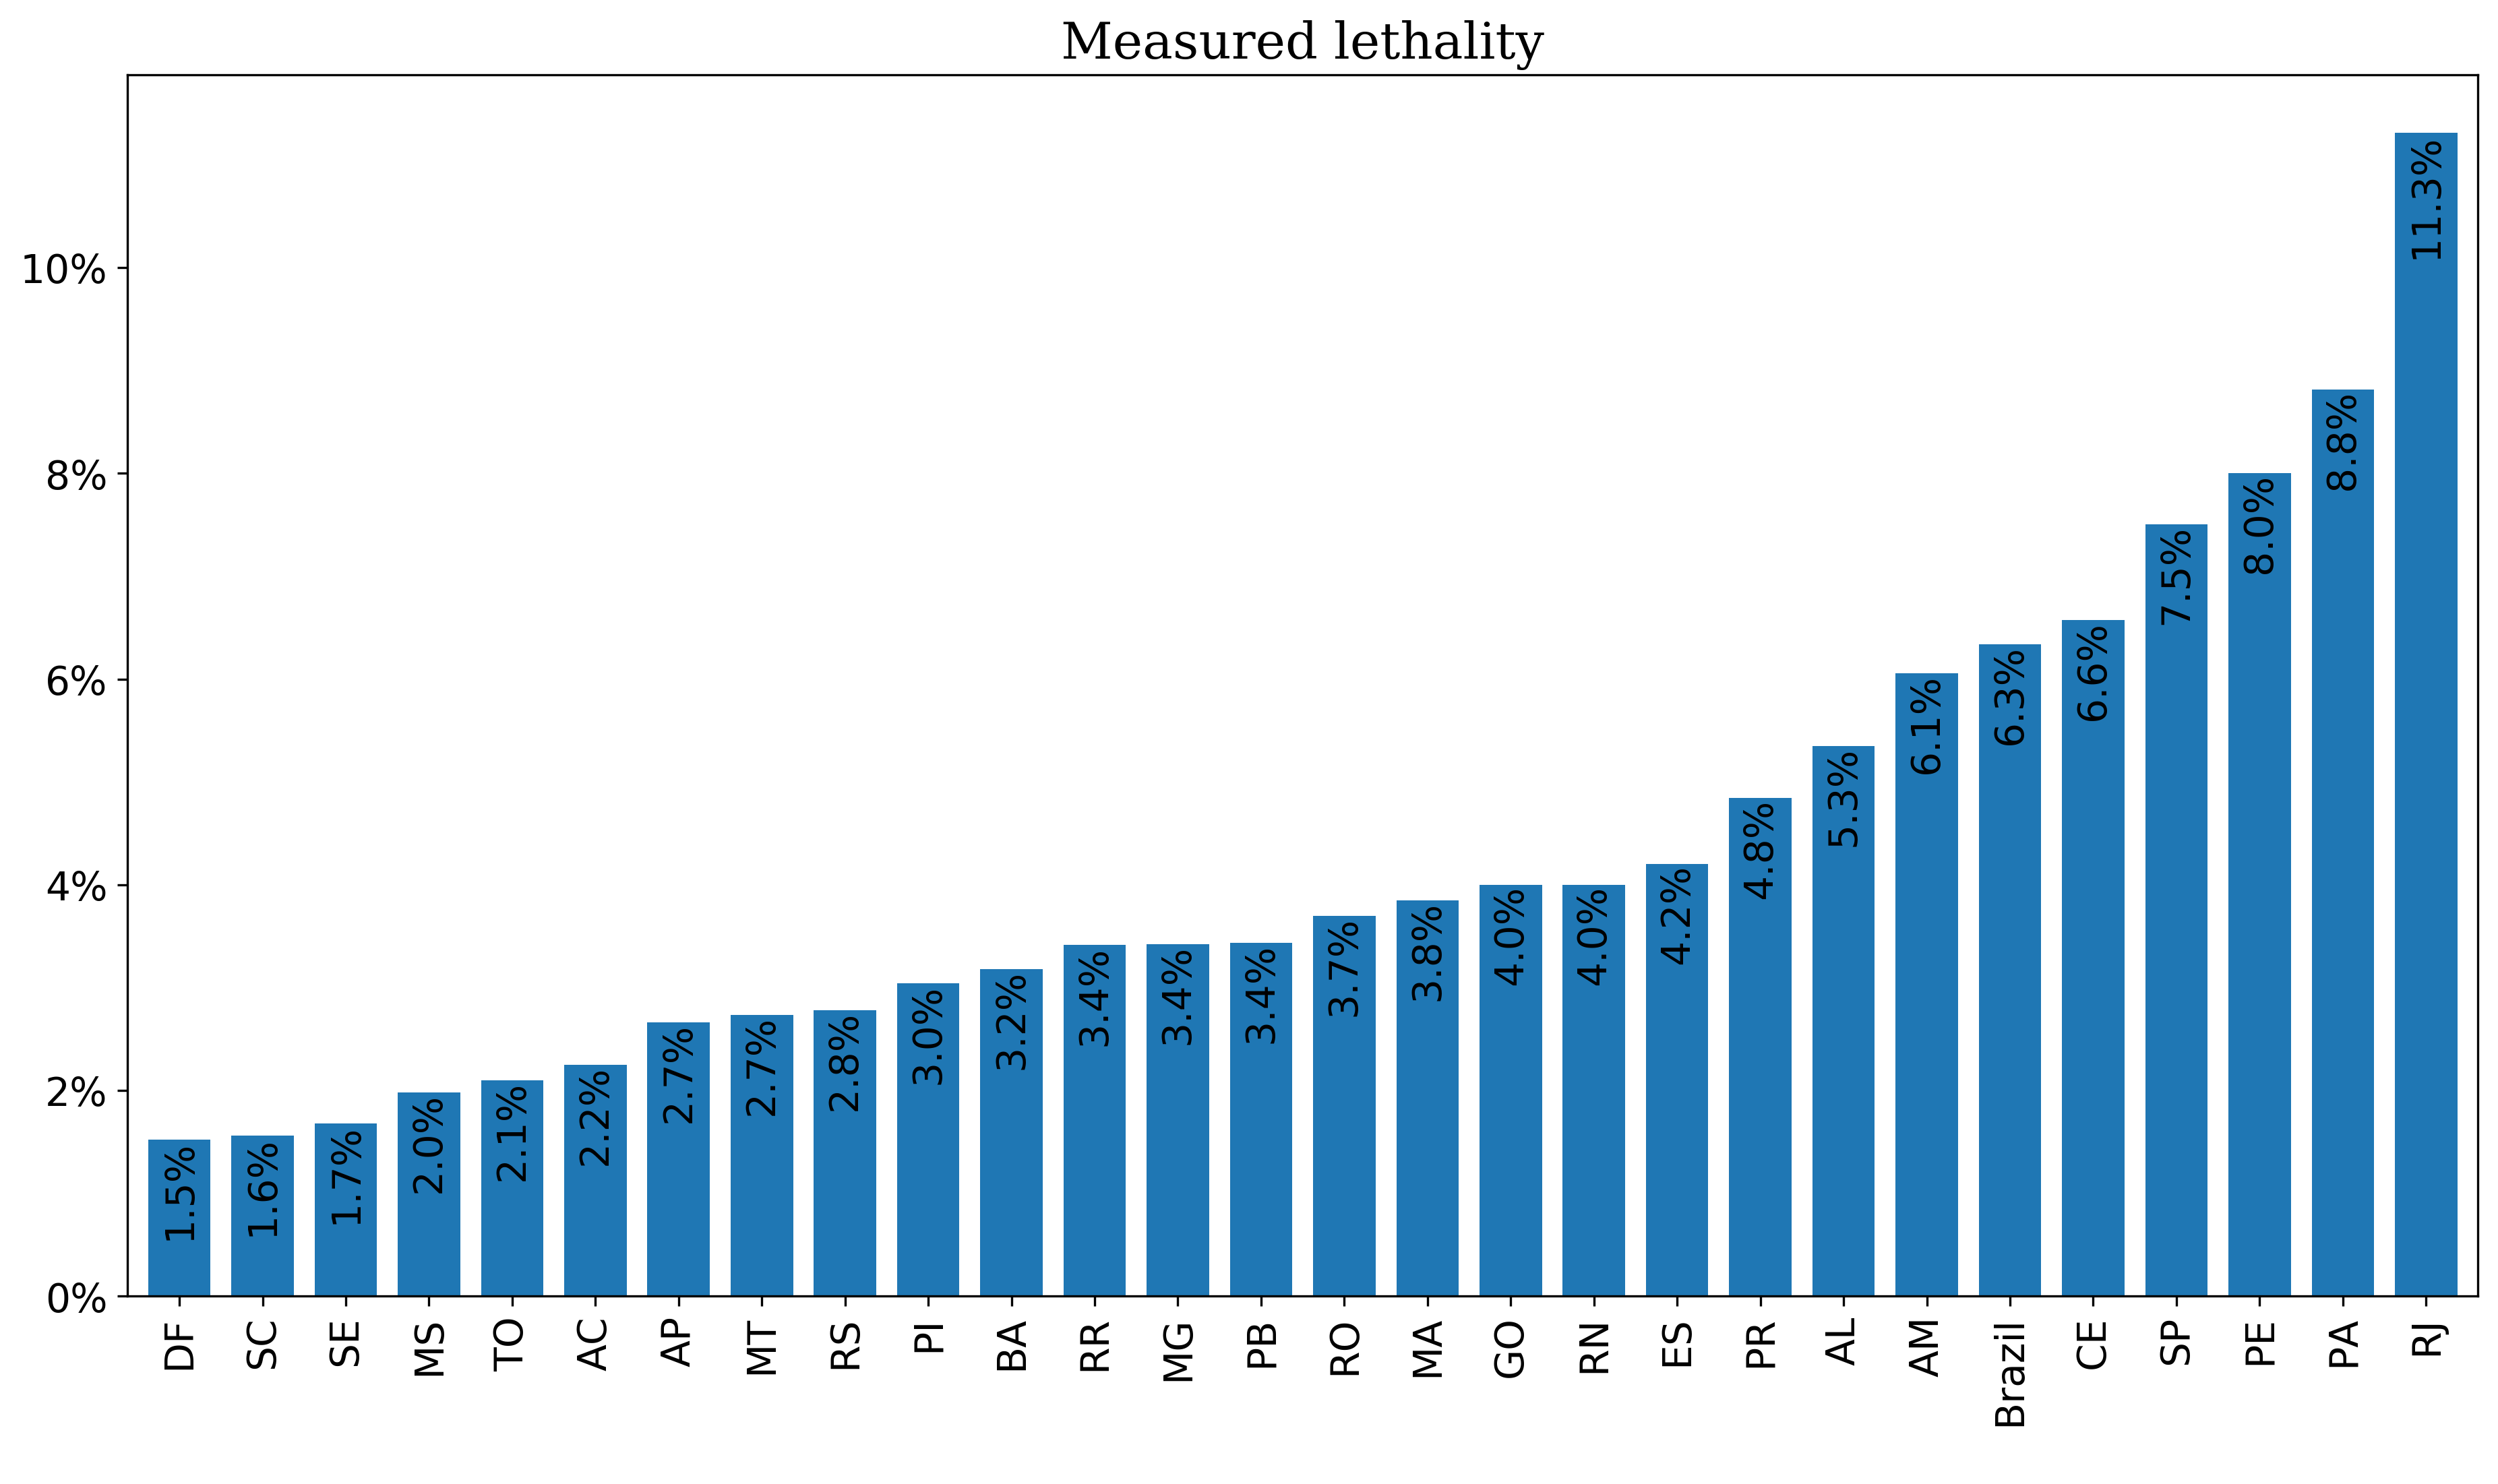 Measured lethality
10%
8%
6%
4%
2%
0%
1.5%
1.6%
1.7%
2.0%
2.1%
2.2%
2.7%
2.7%
2.8%
3.0%
3.2%
3.4%
3.4%
3.4%
3.7%
3.8%
4.0%
4.0%
4.2%
4.8%
5.3%
6.1%
6.3%
6.6%
7.5%
8.0%
8.8%
11.3%
DF
SC
SE
MS
TO
AC
AP
MT
RS
PI
BA
RR
MG
PB
RO
MA
GO
RN
ES
PR
AL
AM
Brazil
CE
SP
PE
PA
RJ